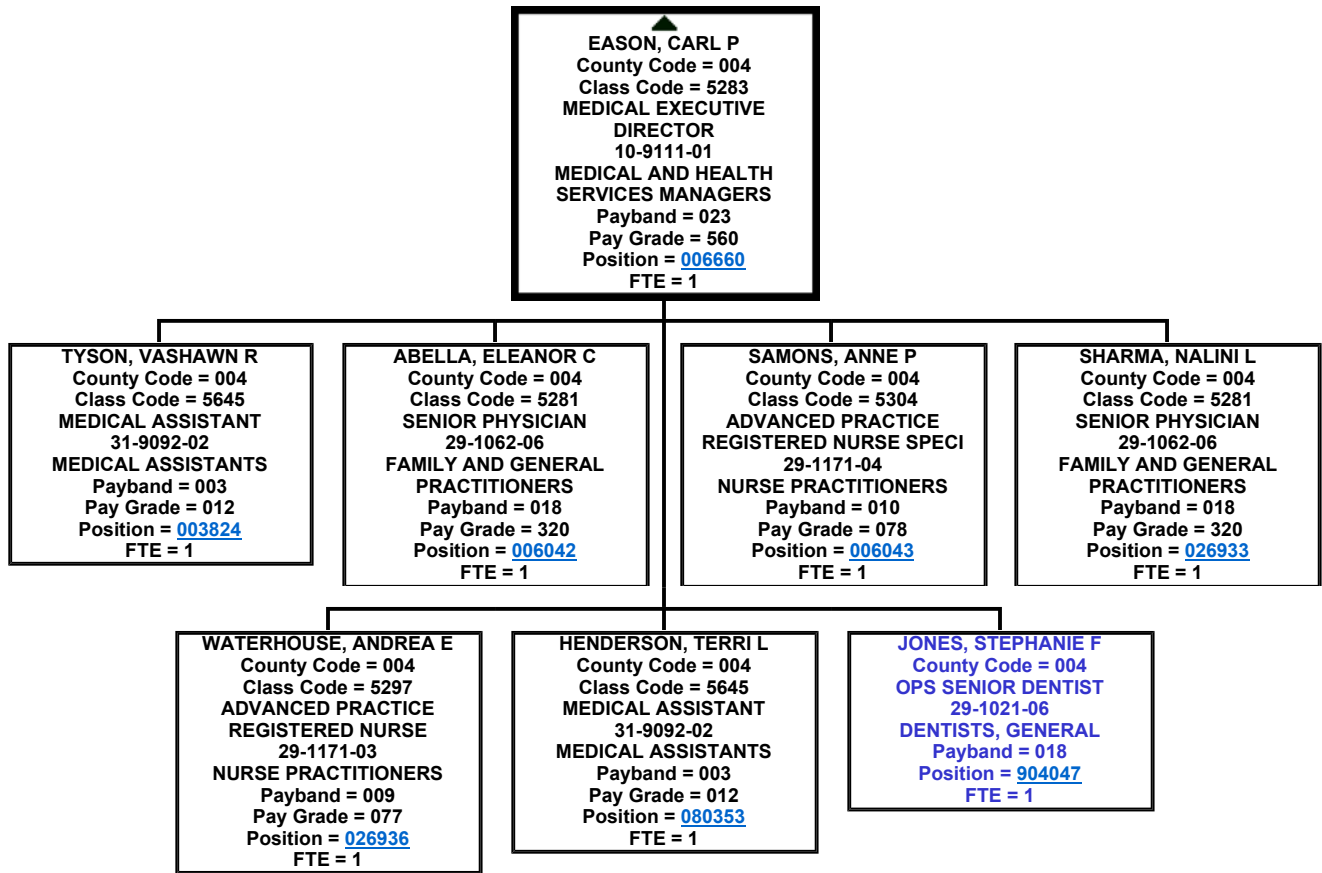 EASON, CARL P
County Code = 004
Class Code = 5283
MEDICAL EXECUTIVE
DIRECTOR
10-9111-01
MEDICAL AND HEALTH
SERVICES MANAGERS
Payband = 023
Pay Grade = 560
Position = 006660
FTE = 1
TYSON, VASHAWN R
County Code = 004
Class Code = 5645
MEDICAL ASSISTANT
31-9092-02
MEDICAL ASSISTANTS
Payband = 003
Pay Grade = 012
Position = 003824
FTE = 1
ABELLA, ELEANOR C
County Code = 004
Class Code = 5281
SENIOR PHYSICIAN
29-1062-06
FAMILY AND GENERAL
PRACTITIONERS
Payband = 018
Pay Grade = 320
Position = 006042
FTE = 1
SAMONS, ANNE P
County Code = 004
Class Code = 5304
ADVANCED PRACTICE
REGISTERED NURSE SPECI
29-1171-04
NURSE PRACTITIONERS
Payband = 010
Pay Grade = 078
Position = 006043
FTE = 1
SHARMA, NALINI L
County Code = 004
Class Code = 5281
SENIOR PHYSICIAN
29-1062-06
FAMILY AND GENERAL
PRACTITIONERS
Payband = 018
Pay Grade = 320
Position = 026933
FTE = 1
WATERHOUSE, ANDREA E
County Code = 004
Class Code = 5297
ADVANCED PRACTICE
REGISTERED NURSE
29-1171-03
NURSE PRACTITIONERS
Payband = 009
Pay Grade = 077
Position = 026936
FTE = 1
HENDERSON, TERRI L
County Code = 004
Class Code = 5645
MEDICAL ASSISTANT
31-9092-02
MEDICAL ASSISTANTS
Payband = 003
Pay Grade = 012
Position = 080353
FTE = 1
JONES, STEPHANIE F
County Code = 004
OPS SENIOR DENTIST
29-1021-06
DENTISTS, GENERAL
Payband = 018
Position = 904047
FTE = 1